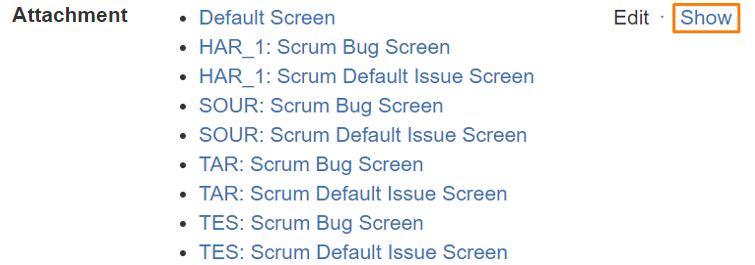 Attachment • Default Screen Edit · Show
• HAR_1: Scrum Bug Screen
• HAR_1: Scrum Default Issue Screen
• SOUR: Scrum Bug Screen
• SOUR: Scrum Default Issue Screen
• TAR: Scrum Bug Screen
• TAR: Scrum Default Issue Screen
• TES: Scrum Bug Screen
• TES: Scrum Default Issue Screen